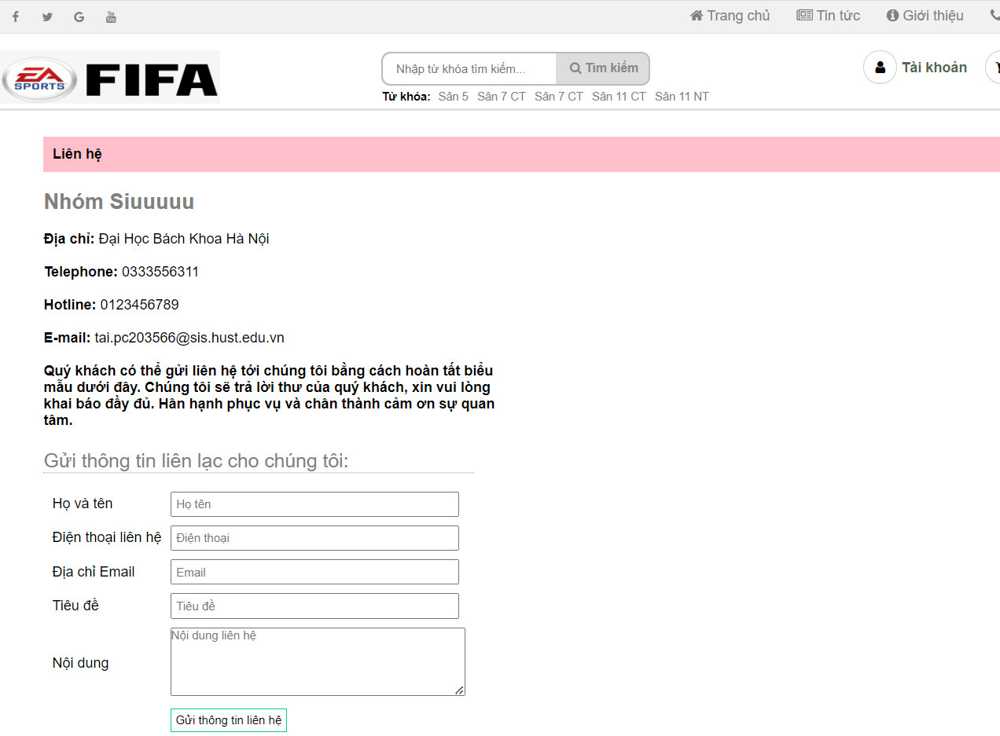 Trang chủ Tin tức Giới thiệu
EA SPORTS FIFA
Nhập từ khóa tìm kiếm... Tìm kiếm
Tài khoản
Từ khóa: Sân 5 Sân 7 CT Sân 7 CT Sân 11 CT Sân 11 NT
Liên hệ
Nhóm Siuuuuu
Địa chỉ: Đại Học Bách Khoa Hà Nội
Telephone: 0333556311
Hotline: 0123456789
E-mail: tai.pc203566@sis.hust.edu.vn
Quý khách có thể gửi liên hệ tới chúng tôi bằng cách hoàn tất biểu
mẫu dưới đây. Chúng tôi sẽ trả lời thư của quý khách, xin vui lòng
khai báo đầy đủ. Hân hạnh phục vụ và chân thành cảm ơn sự quan
tâm.
Gửi thông tin liên lạc cho chúng tôi:
Họ và tên Họ tên
Điện thoại liên hệ Điện thoại
Địa chỉ Email Email
Tiêu đề Tiêu đề
Nội dung Nội dung liên hệ
Gửi thông tin liên hệ